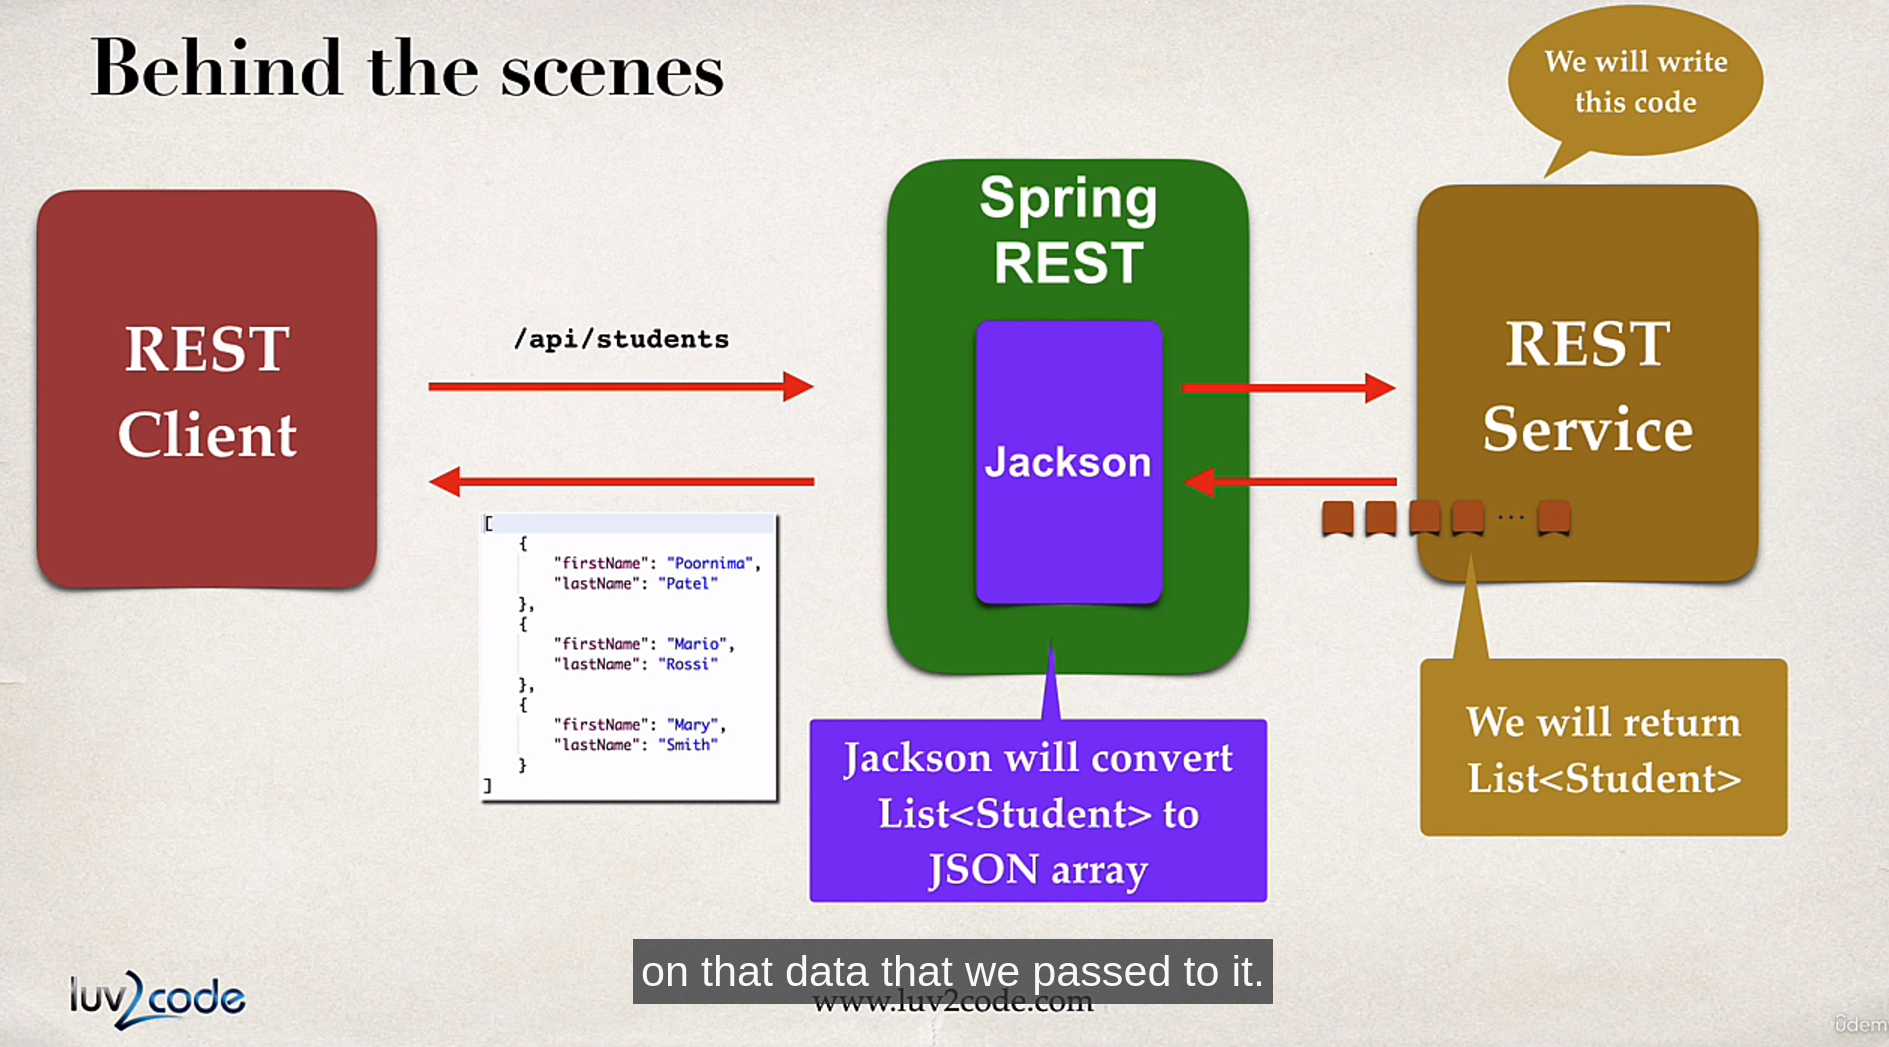 Behind the scenes
We will write
this code
Spring
REST
REST
Client
/api/students
Jackson
REST
Service
...
[
{
"firstName": "Poornima",
"lastName": "Patel"
},
{
"firstName": "Mario",
"lastName": "Rossi"
},
{
"firstName": "Mary",
"lastName": "Smith"
}
]
Jackson will convert
List<Student> to
JSON array
We will return
List<Student>
on that data that we passed to it.
luv2code
www.luv2code.com
udem